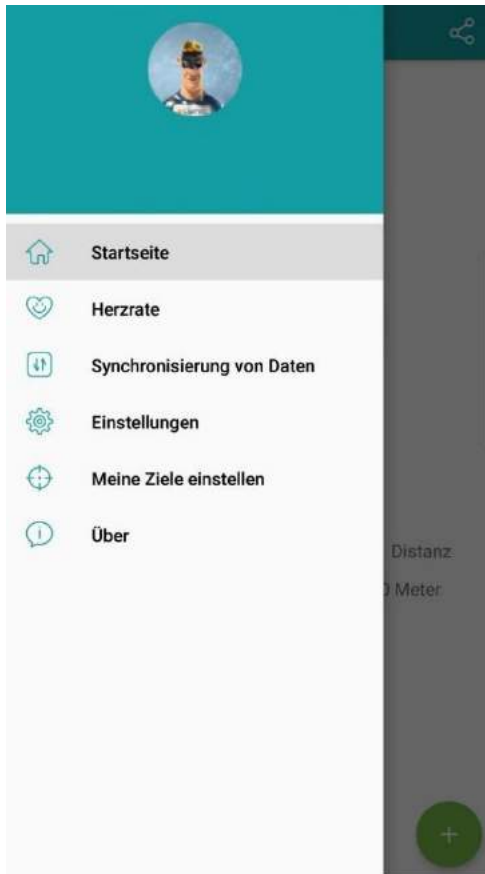 Startseite
Herzrate
Synchronisierung von Daten
Einstellungen
Meine Ziele einstellen
Über
Distanz
Meter